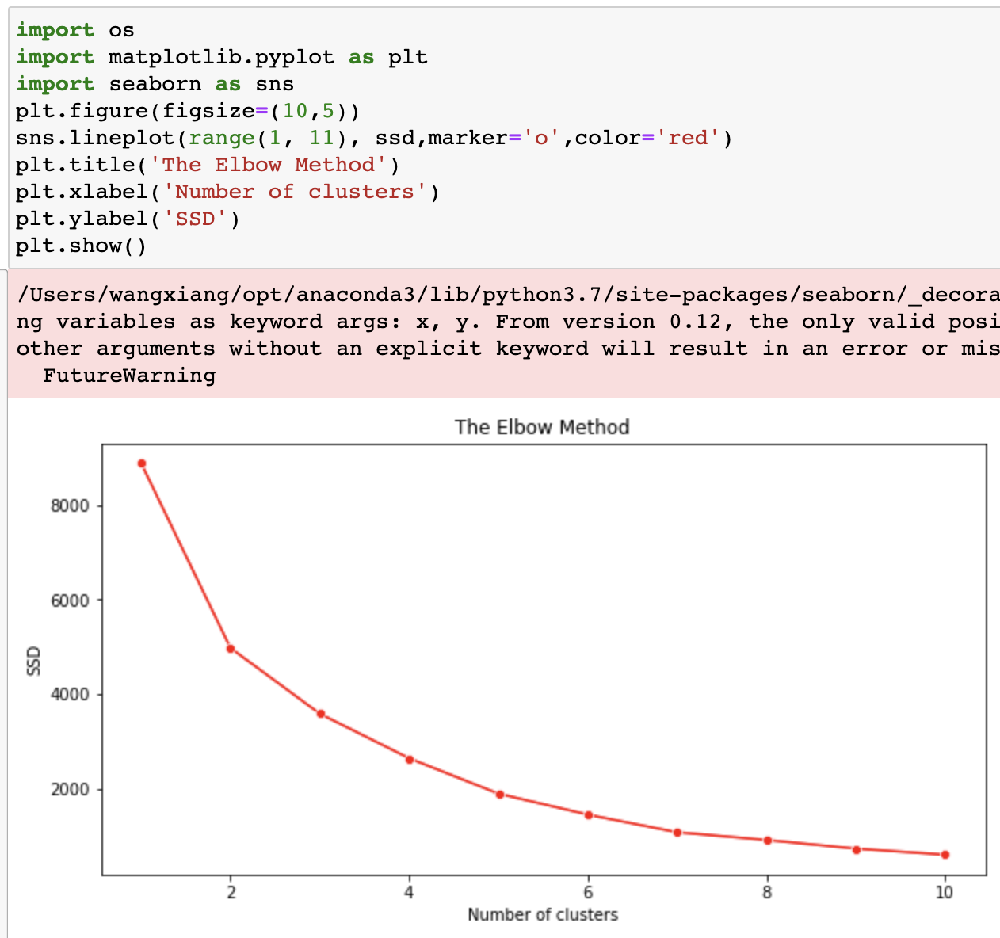 import os
import matplotlib.pyplot as plt
import seaborn as sns
plt.figure(figsize=(10,5))
sns.lineplot(range(1, 11), ssd,marker='o',color='red')
plt.title('The Elbow Method')
plt.xlabel('Number of clusters')
plt.ylabel('SSD')
plt.show()
/Users/wangxiang/opt/anaconda3/lib/python3.7/site-packages/seaborn/_decora
ng variables as keyword args: x, y. From version 0.12, the only valid posi
other arguments without an explicit keyword will result in an error or mis
FutureWarning
The Elbow Method
8000
6000
4000
2000
SSD
2 4 6 8 10
Number of clusters